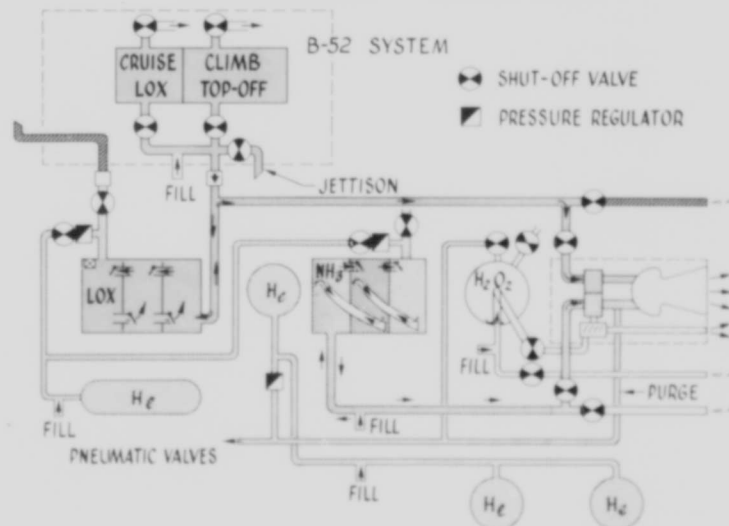 B-52 SYSTEM
CRUISE
LOX
CLIMB
TOP-OFF
SHUT-OFF VALVE
PRESSURE REGULATOR
FILL
JETTISON
LOX
He
NH3
H2O2
FILL
He
FILL
FILL
PURGE
PNEUMATIC VALVES
FILL
He
He